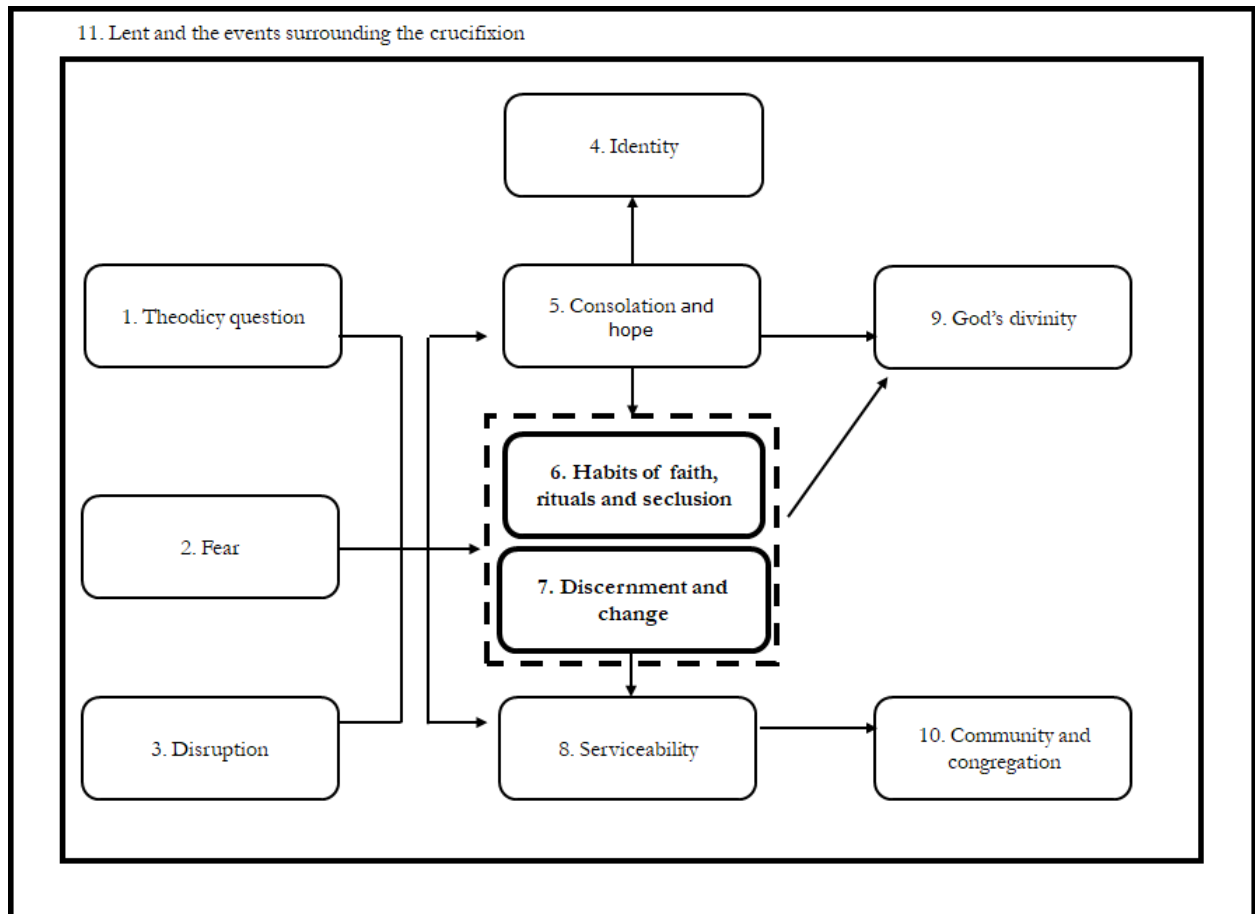 11. Lent and the events surrounding the crucifixion
4. Identity
1. Theodicy question
5. Consolation and
hope
9. God's divinity
6. Habits of faith,
rituals and seclusion
2. Fear
7. Discernment and
change
3. Disruption
8. Serviceability
10. Community and
congregation